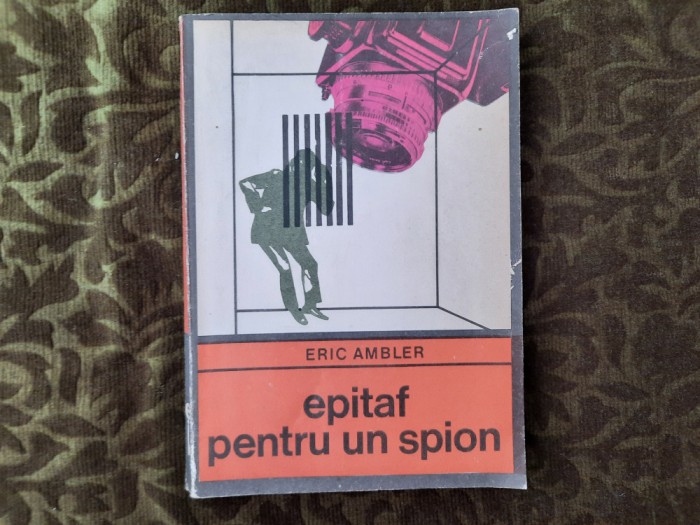 ERIC AMBLER
epitaf
pentru un spion